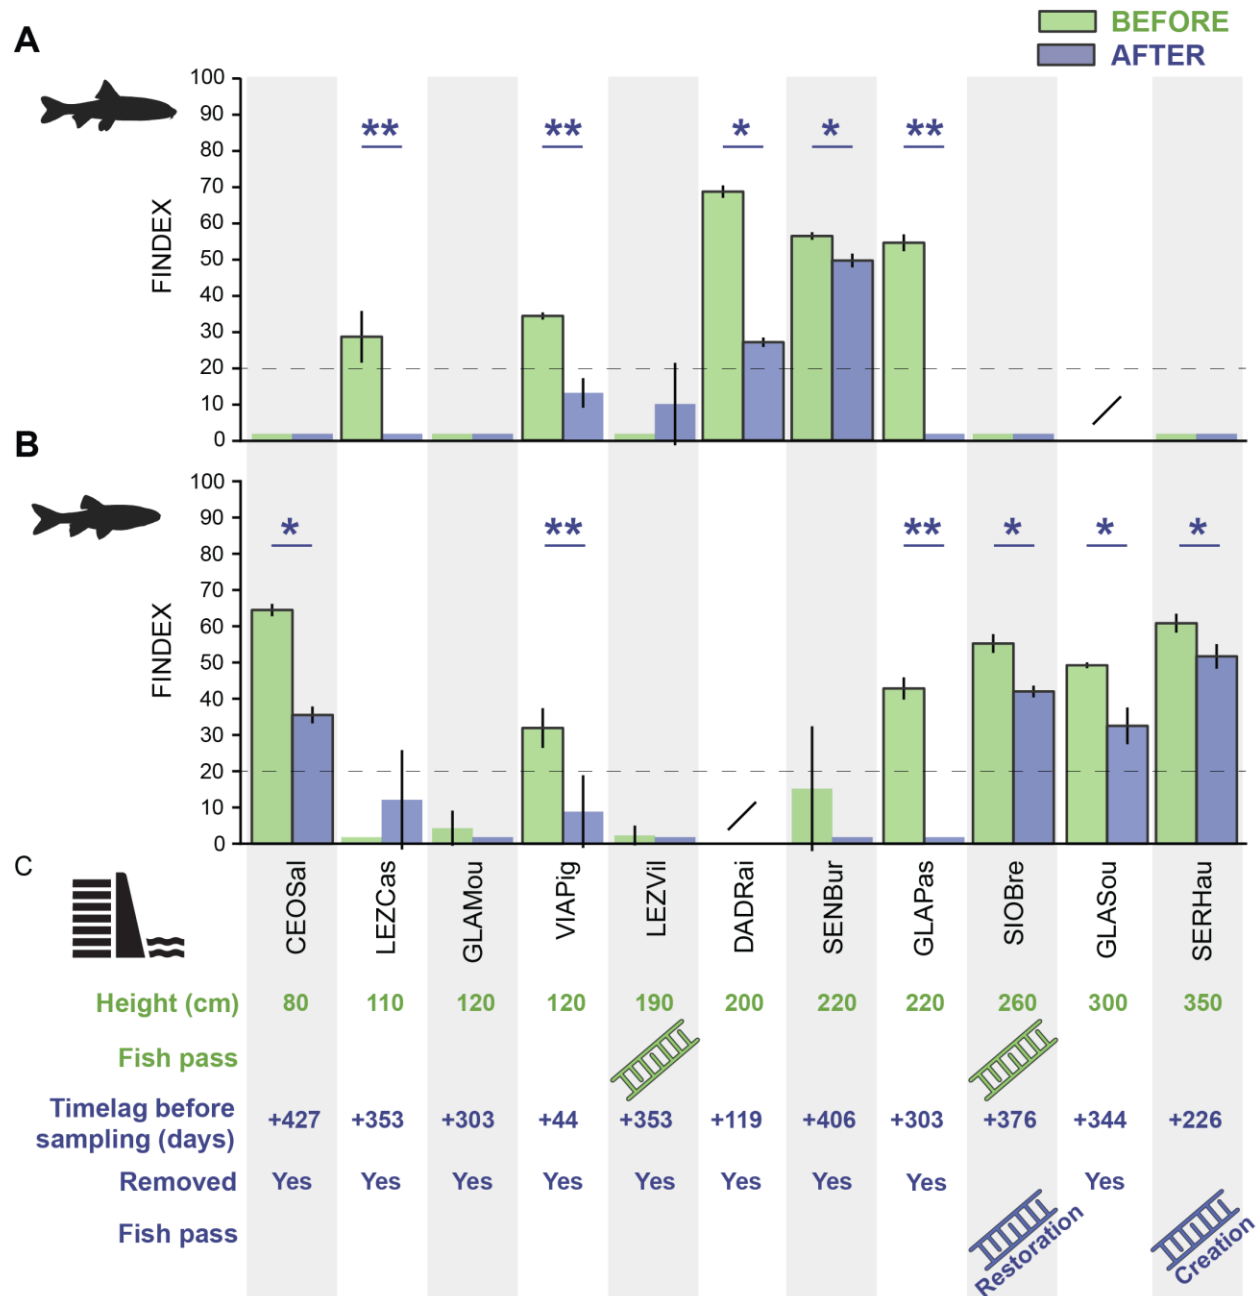 BEFORE
AFTER
A
100
90
80
70
60
50
40
30
20
10
0
FINDEX
** ** * * **
B
100
90
80
70
60
50
40
30
20
10
0
FINDEX
* ** ** * * *
C
CEOSal LEZCas GLAMou VIAPig LEZVil DADRai SENBur GLAPas SIOBre GLASou SERHau
Height (cm) 80 110 120 120 190 200 220 220 260 300 350
Fish pass
Timelag before
sampling (days) +427 +353 +303 +44 +353 +119 +406 +303 +376 +344 +226
Removed Yes Yes Yes Yes Yes Yes Yes Yes Yes
Fish pass Restoration Creation